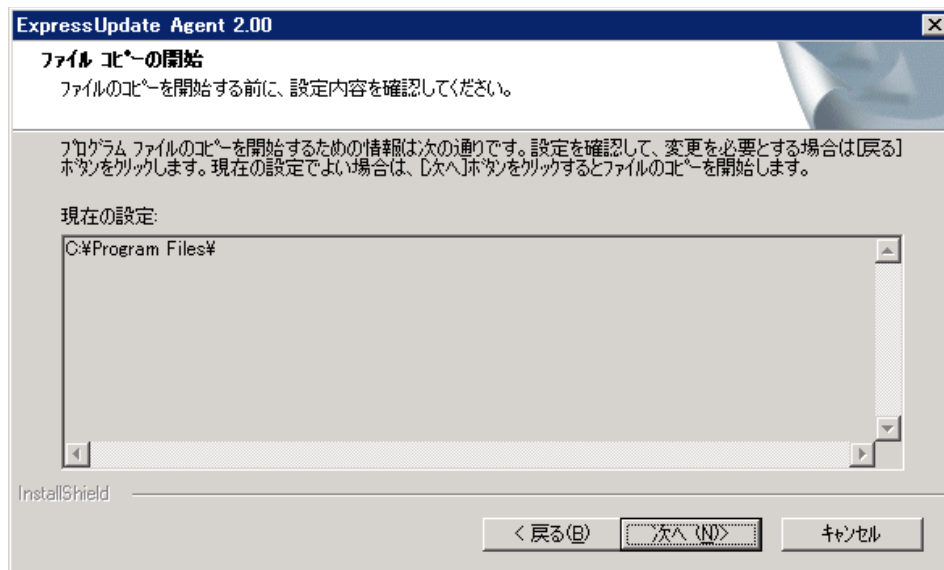 ExpressUpdate Agent 2.00
ファイル コピーの開始
ファイルのコピーを開始する前に、設定内容を確認してください。
プログラム ファイルのコピーを開始するための情報は次の通りです。設定を確認して、変更を必要とする場合は[戻る]
ボタンをクリックします。現在の設定でよい場合は、[次へ]ボタンをクリックするとファイルのコピーを開始します。
現在の設定:
C:¥Program Files¥
InstallShield
< 戻る(B)
次へ (N)>
キャンセル